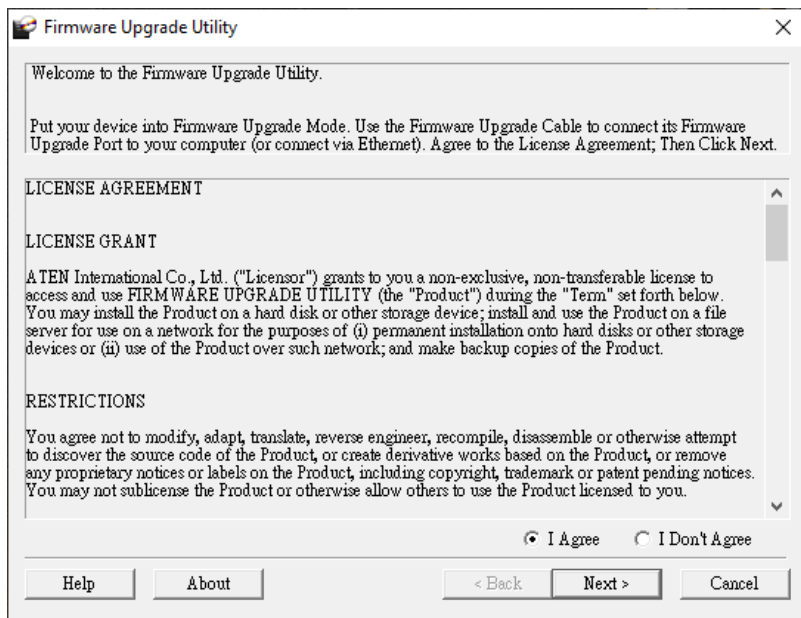 Firmware Upgrade Utility
Welcome to the Firmware Upgrade Utility.
Put your device into Firmware Upgrade Mode. Use the Firmware Upgrade Cable to connect its Firmware
Upgrade Port to your computer (or connect via Ethernet). Agree to the License Agreement; Then Click Next.
LICENSE AGREEMENT
LICENSE GRANT
ATEN International Co., Ltd. ("Licensor") grants to you a non-exclusive, non-transferable license to
access and use FIRMWARE UPGRADE UTILITY (the "Product") during the "Term" set forth below.
You may install the Product on a hard disk or other storage device; install and use the Product on a file
server for use on a network for the purposes of (i) permanent installation onto hard disks or other storage
devices or (ii) use of the Product over such network; and make backup copies of the Product.
RESTRICTIONS
You agree not to modify, adapt, translate, reverse engineer, recompile, disassemble or otherwise attempt
to discover the source code of the Product, or create derivative works based on the Product, or remove
any proprietary notices or labels on the Product, including copyright, trademark or patent pending notices.
You may not sublicense the Product or otherwise allow others to use the Product licensed to you.
I Agree I Don't Agree
Help About < Back Next > Cancel